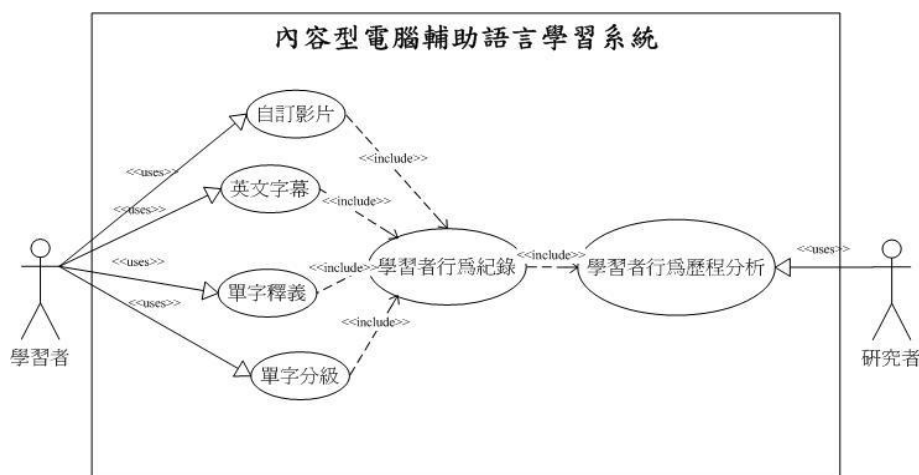 內容型電腦輔助語言學習系統
自訂影片
<<include>>
<<uses>>
英文字幕
<<uses>>
<<include>>
<<uses>>
單字釋義
<<include>>
學習者行為紀錄
<<include>>
學習者行為歷程分析
<<uses>>
<<uses>>
<<include>>
單字分級
學習者
研究者